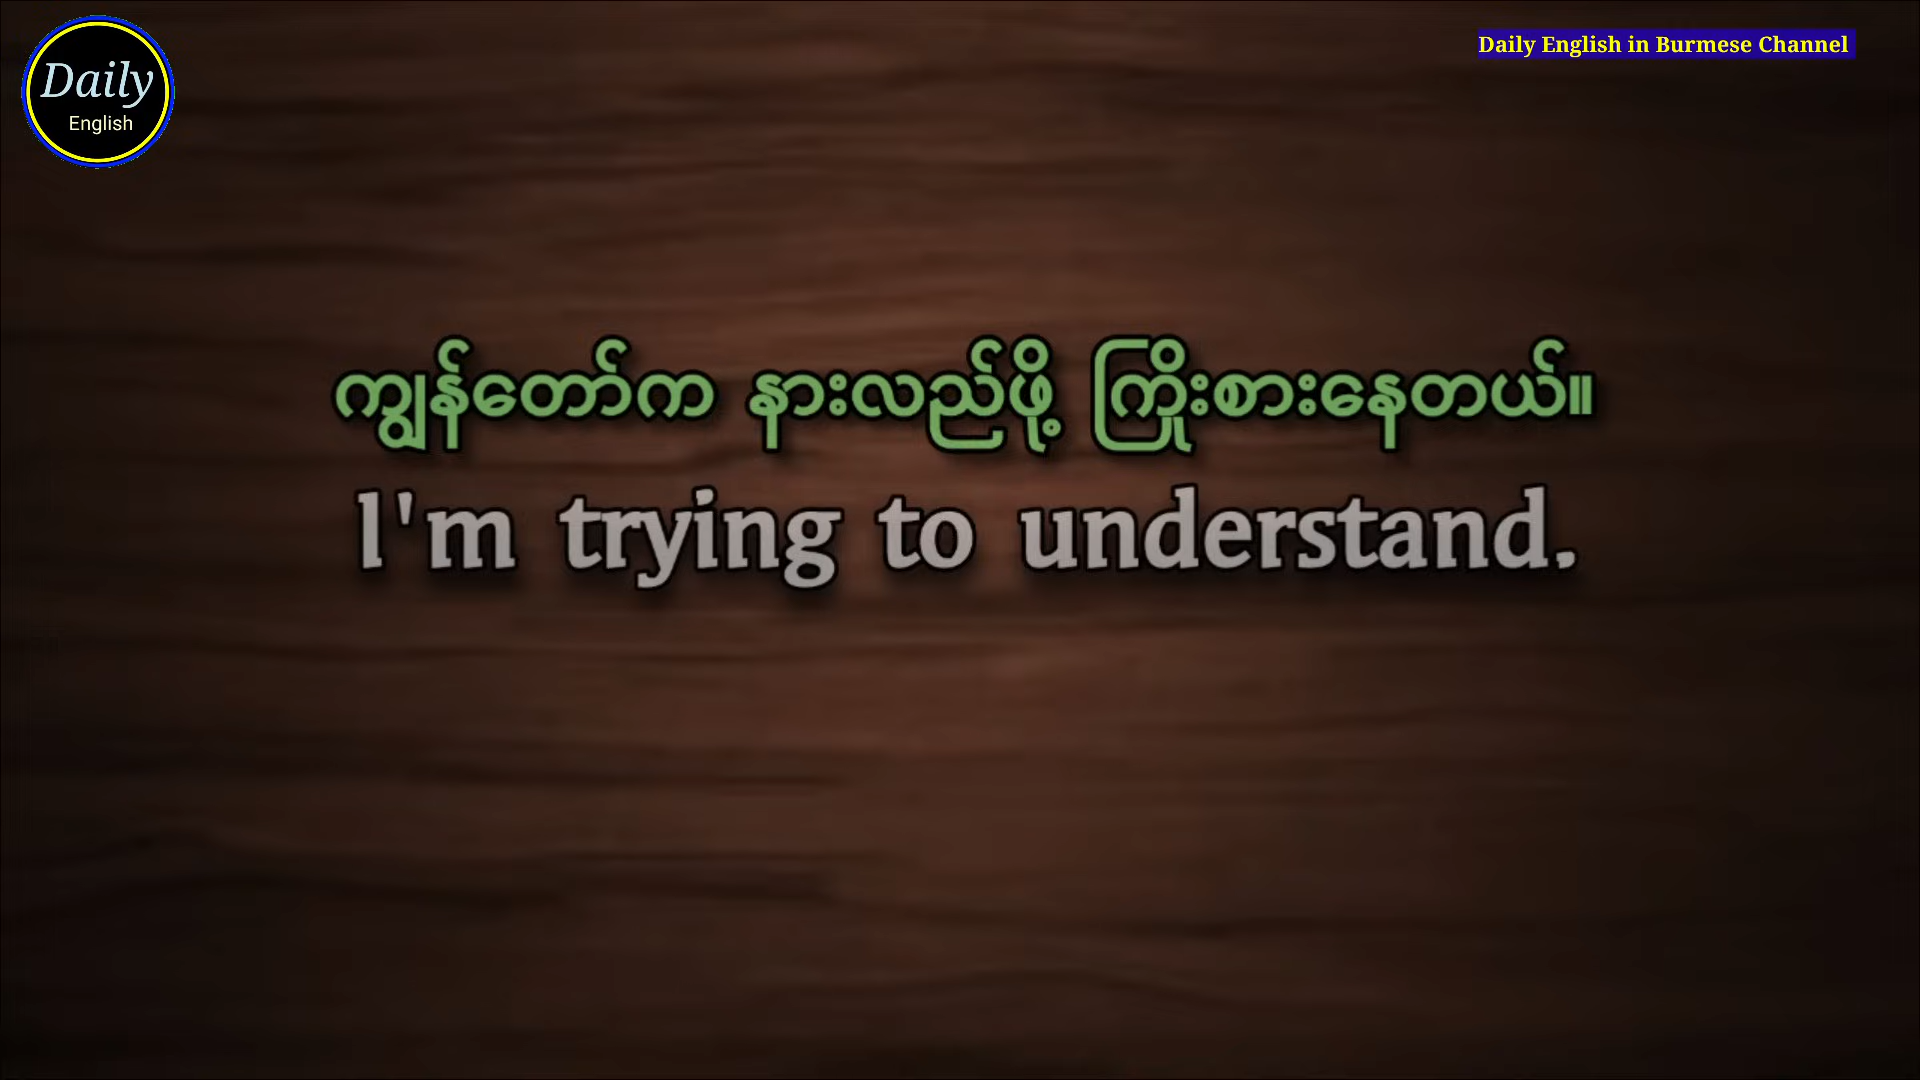 Daily
English
Daily English in Burmese Channel
ကျွန်တော်က နားလည်ဖို့ ကြိုးစားနေတယ်။
I'm trying to understand.